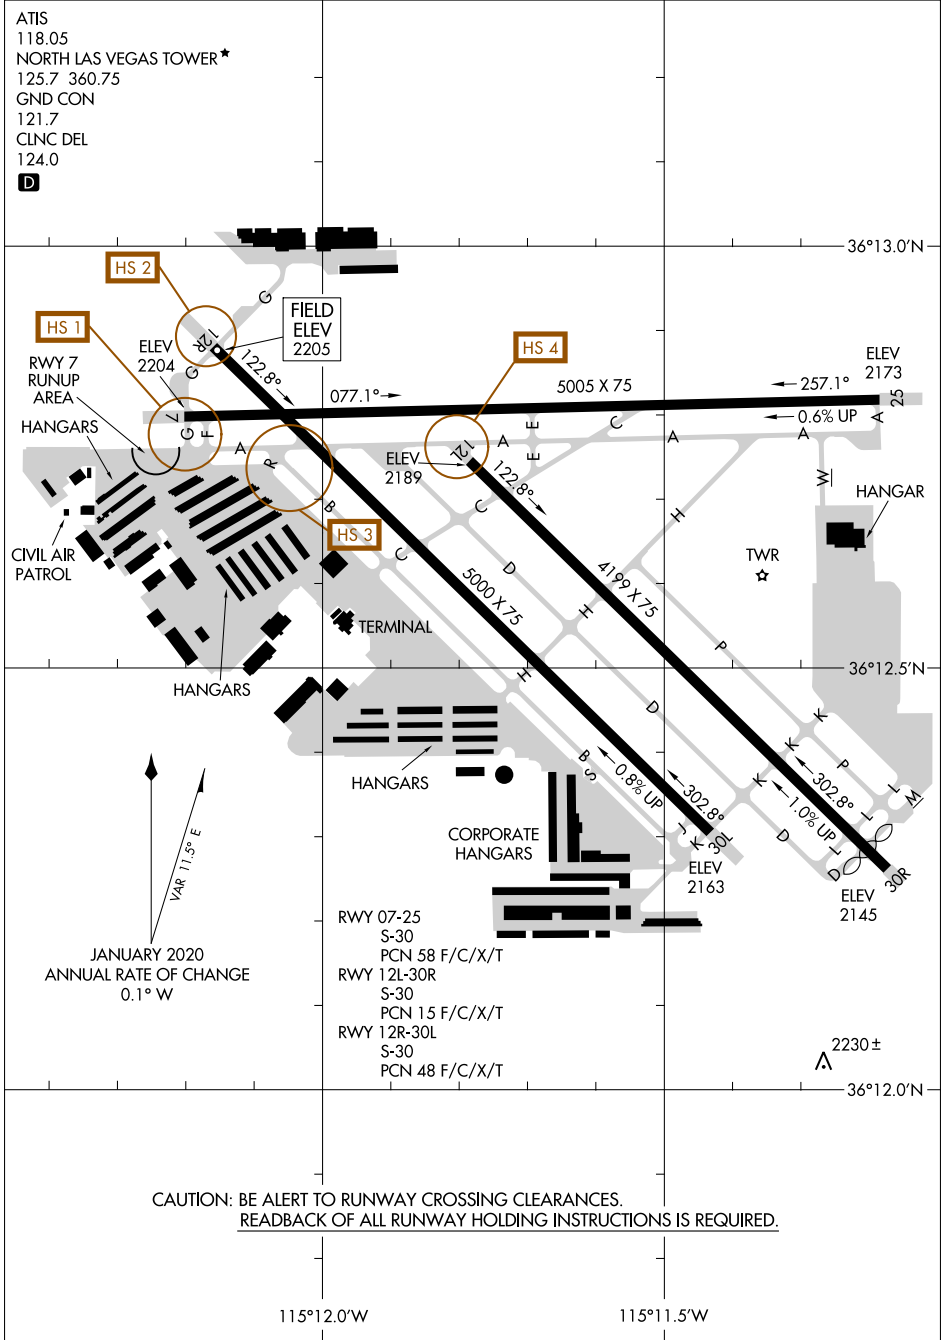 ATIS
118.05
NORTH LAS VEGAS TOWER★
125.7 360.75
GND CON
121.7
CLNC DEL
124.0
D
36°13.0'N
HS 2
G
HS 1
12R
FIELD
ELEV
2205
ELEV
2204
HS 4
ELEV
2173
RWY 7
RUNUP
AREA
G
122.8°
077.1°
5005 X 75
257.1°
25
HANGARS
7
G
F
A
0.6% UP
A
R
ELEV
2189
12L
A
E
E
C
A
A
W
HANGAR
122.8°
B
C
H
HS 3
CIVIL AIR
PATROL
C
D
TWR
5000 X 75
4199 X 75
H
TERMINAL
HANGARS
H
P
36°12.5'N
D
K
K
P
HANGARS
B
S
0.8% UP
302.8°
K
302.8°
L
M
1.0% UP
L
CORPORATE
HANGARS
L
K
30L
D
L
D
ELEV
2163
30R
ELEV
2145
VAR 11.5° E
JANUARY 2020
ANNUAL RATE OF CHANGE
0.1° W
RWY 07-25
S-30
PCN 58 F/C/X/T
RWY 12L-30R
S-30
PCN 15 F/C/X/T
RWY 12R-30L
S-30
PCN 48 F/C/X/T
2230 ±
36°12.0'N
CAUTION: BE ALERT TO RUNWAY CROSSING CLEARANCES.
READBACK OF ALL RUNWAY HOLDING INSTRUCTIONS IS REQUIRED.
115°12.0'W
115°11.5'W